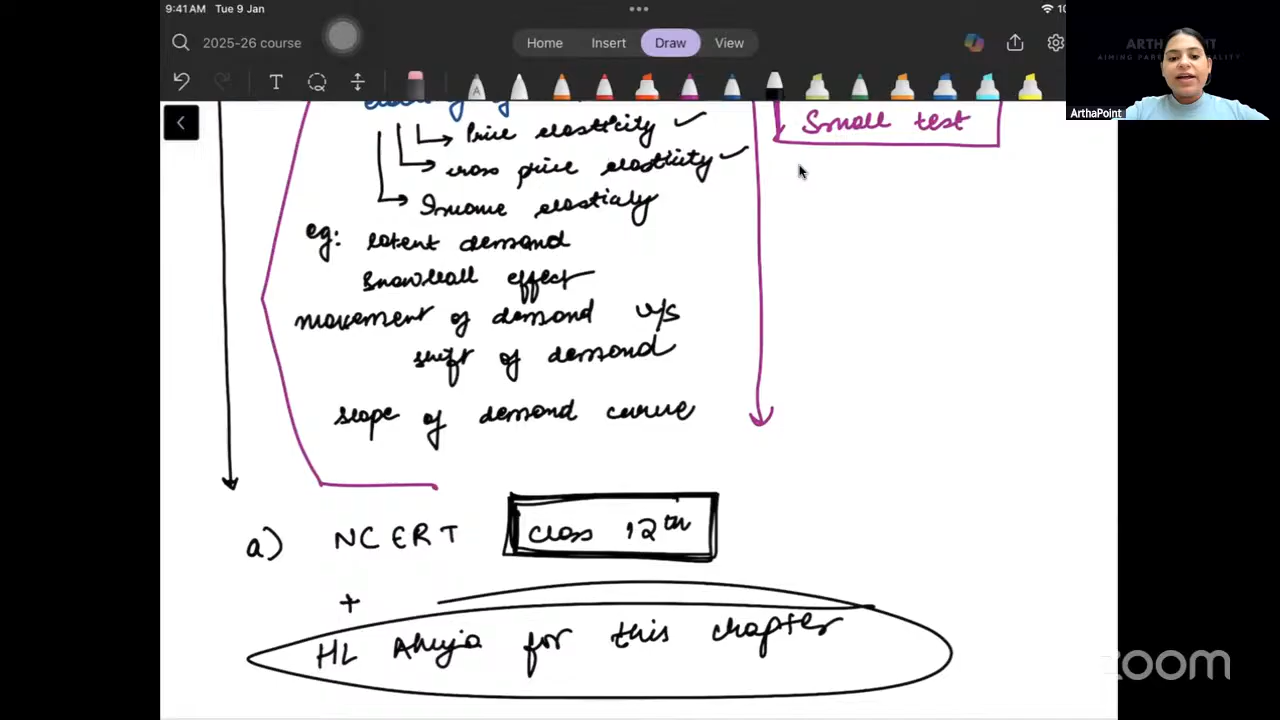 9:41 AM Tue 9 Jan
2025-26 course
Home Insert Draw View
ARTHAPOINT
ArthaPoint
Small test
Price elasticity
cross price elasticity
Income elasticity
eg: latent demand
Snowball effect
movement of demand v/s
shift of demand
slope of demand curve
a) NCERT Class 12th
+
HL Ahuja for this chapter
zoom